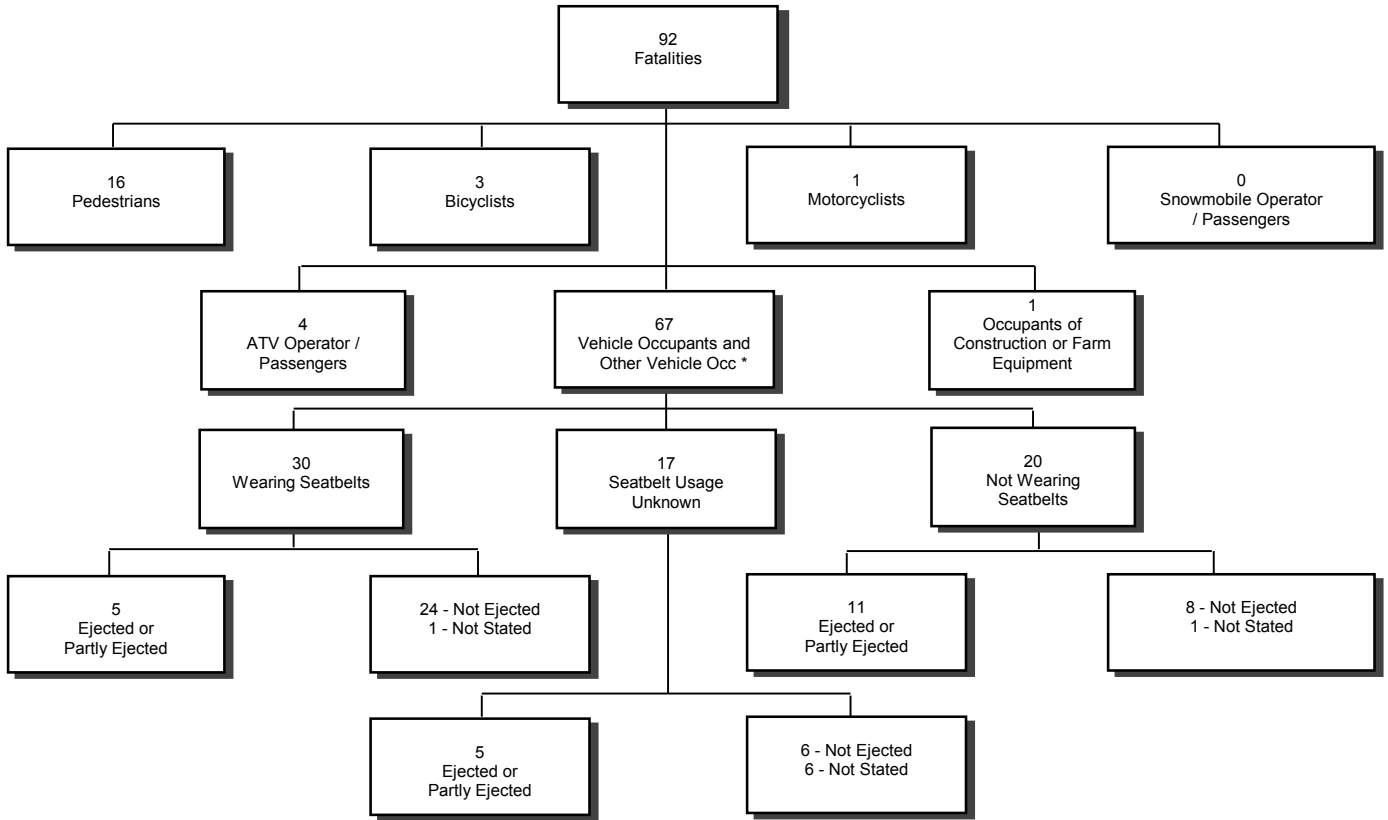 92
Fatalities
16
Pedestrians
3
Bicyclists
1
Motorcyclists
0
Snowmobile Operator
/ Passengers
4
ATV Operator /
Passengers
67
Vehicle Occupants and
Other Vehicle Occ *
1
Occupants of
Construction or Farm
Equipment
30
Wearing Seatbelts
17
Seatbelt Usage
Unknown
20
Not Wearing
Seatbelts
5
Ejected or
Partly Ejected
24 - Not Ejected
1 - Not Stated
11
Ejected or
Partly Ejected
8 - Not Ejected
1 - Not Stated
5
Ejected or
Partly Ejected
6 - Not Ejected
6 - Not Stated